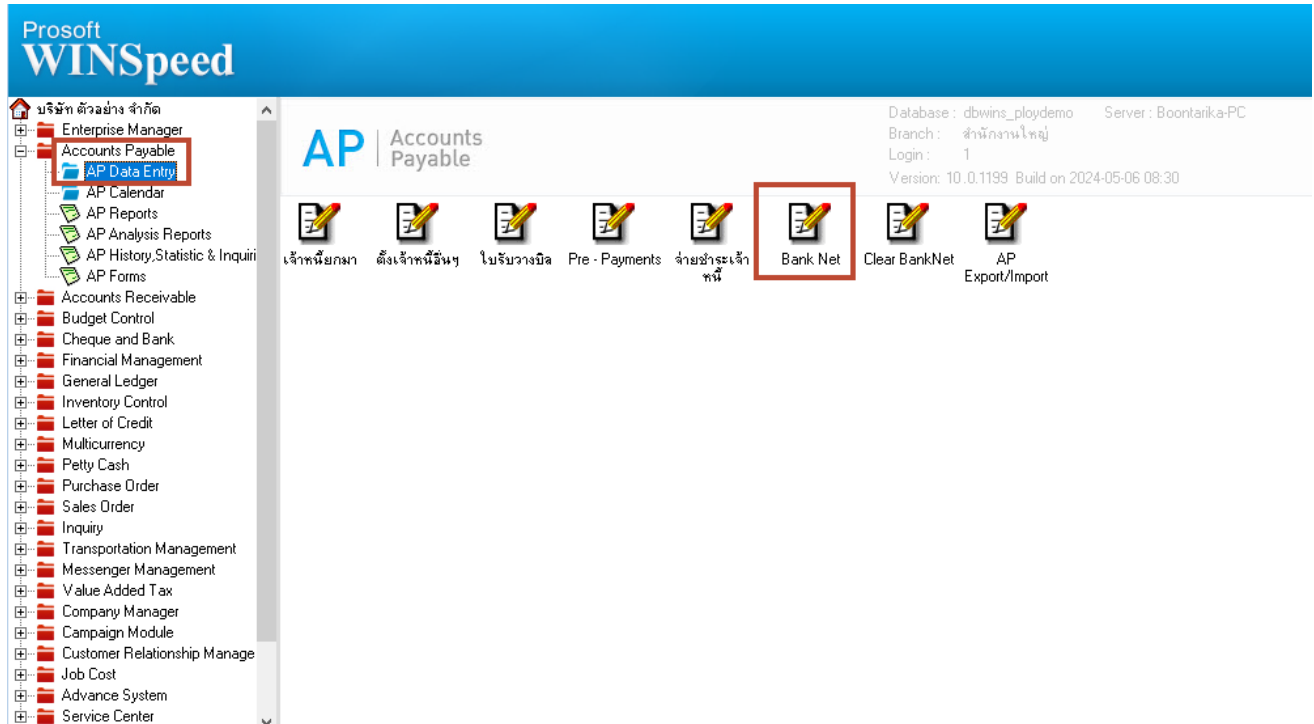 Prosoft
WINSpeed
บริษัท ตัวอย่าง จำกัด
Enterprise Manager
Accounts Payable
AP Data Entry
AP Calendar
AP Reports
AP Analysis Reports
AP History,Statistic & Inquiri
AP Forms
Accounts Receivable
Budget Control
Cheque and Bank
Financial Management
General Ledger
Inventory Control
Letter of Credit
Multicurrency
Petty Cash
Purchase Order
Sales Order
Inquiry
Transportation Management
Messenger Management
Value Added Tax
Company Manager
Campaign Module
Customer Relationship Manage
Job Cost
Advance System
Service Center
AP Accounts
Payable
Database : dbwins_ploydemo Server : Boontarika-PC
Branch : สำนักงานใหญ่
Login : 1
Version: 10.0.1199 Build on 2024-05-06 08:30
เจ้าหนี้ยกมา ตั้งเจ้าหนี้อื่นๆ ใบรับวางบิล Pre - Payments จ่ายชำระเจ้า Bank Net Clear BankNet AP
หนี้ Export/Import